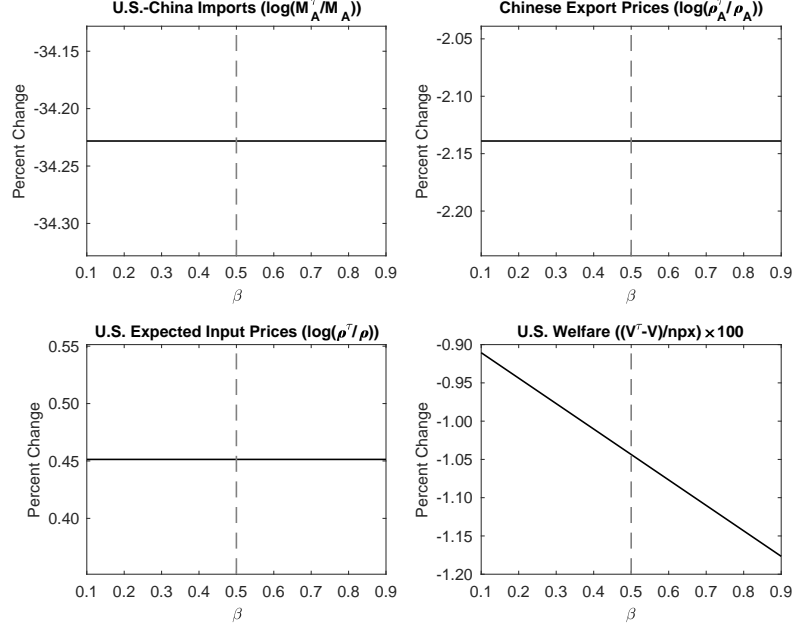 U.S.-China Imports (log(M_A^τ/M_A))
-34.15
-34.20
-34.25
-34.30
Percent Change
0.1 0.2 0.3 0.4 0.5 0.6 0.7 0.8 0.9
β
Chinese Export Prices (log(ρ_A^τ/ρ_A))
-2.05
-2.10
-2.15
-2.20
Percent Change
0.1 0.2 0.3 0.4 0.5 0.6 0.7 0.8 0.9
β
U.S. Expected Input Prices (log(ρ^τ/ρ))
0.55
0.50
0.45
0.40
Percent Change
0.1 0.2 0.3 0.4 0.5 0.6 0.7 0.8 0.9
β
U.S. Welfare ((V^τ-V)/npx) × 100
-0.90
-0.95
-1.00
-1.05
-1.10
-1.15
-1.20
Percent Change
0.1 0.2 0.3 0.4 0.5 0.6 0.7 0.8 0.9
β